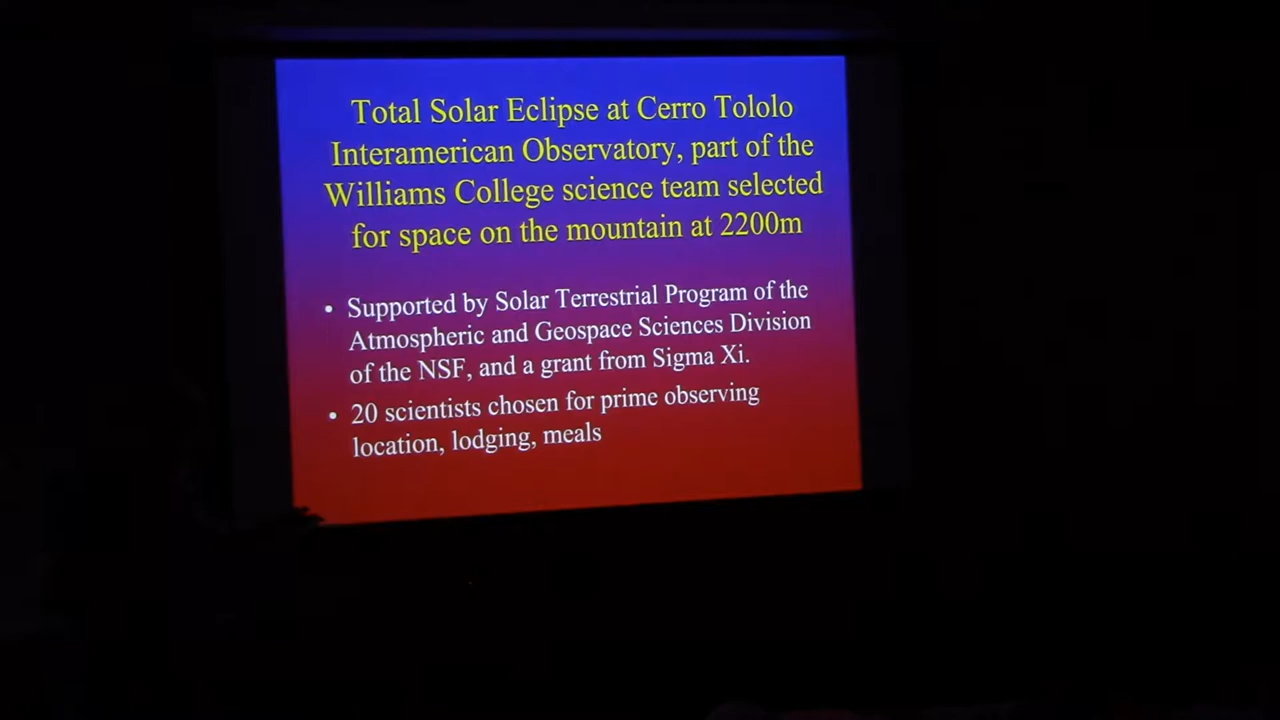 Total Solar Eclipse at Cerro Tololo
Interamerican Observatory, part of the
Williams College science team selected
for space on the mountain at 2200m
• Supported by Solar Terrestrial Program of the
Atmospheric and Geospace Sciences Division
of the NSF, and a grant from Sigma Xi.
• 20 scientists chosen for prime observing
location, lodging, meals